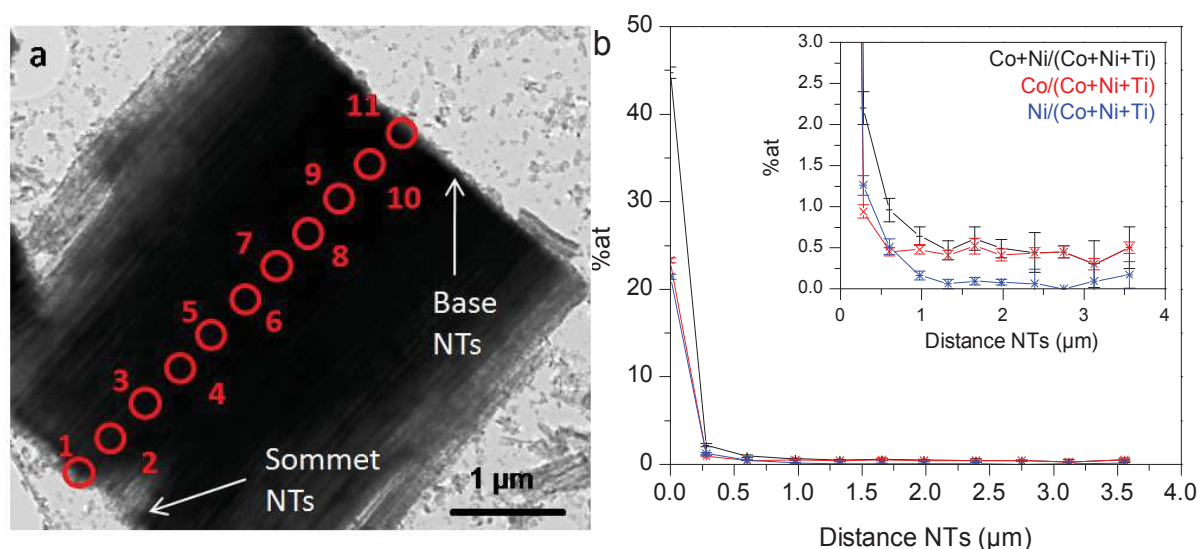 a
11
9
10
7
8
5
6
3
4
1
2
Base
NTs
Sommet
NTs
1 µm
b
50
40
30
20
10
0
%at
0.0 0.5 1.0 1.5 2.0 2.5 3.0 3.5 4.0
Distance NTs (µm)
3.0
2.5
2.0
1.5
1.0
0.5
0.0
%at
0 1 2 3 4
Distance NTs (µm)
Co+Ni/(Co+Ni+Ti)
Co/(Co+Ni+Ti)
Ni/(Co+Ni+Ti)